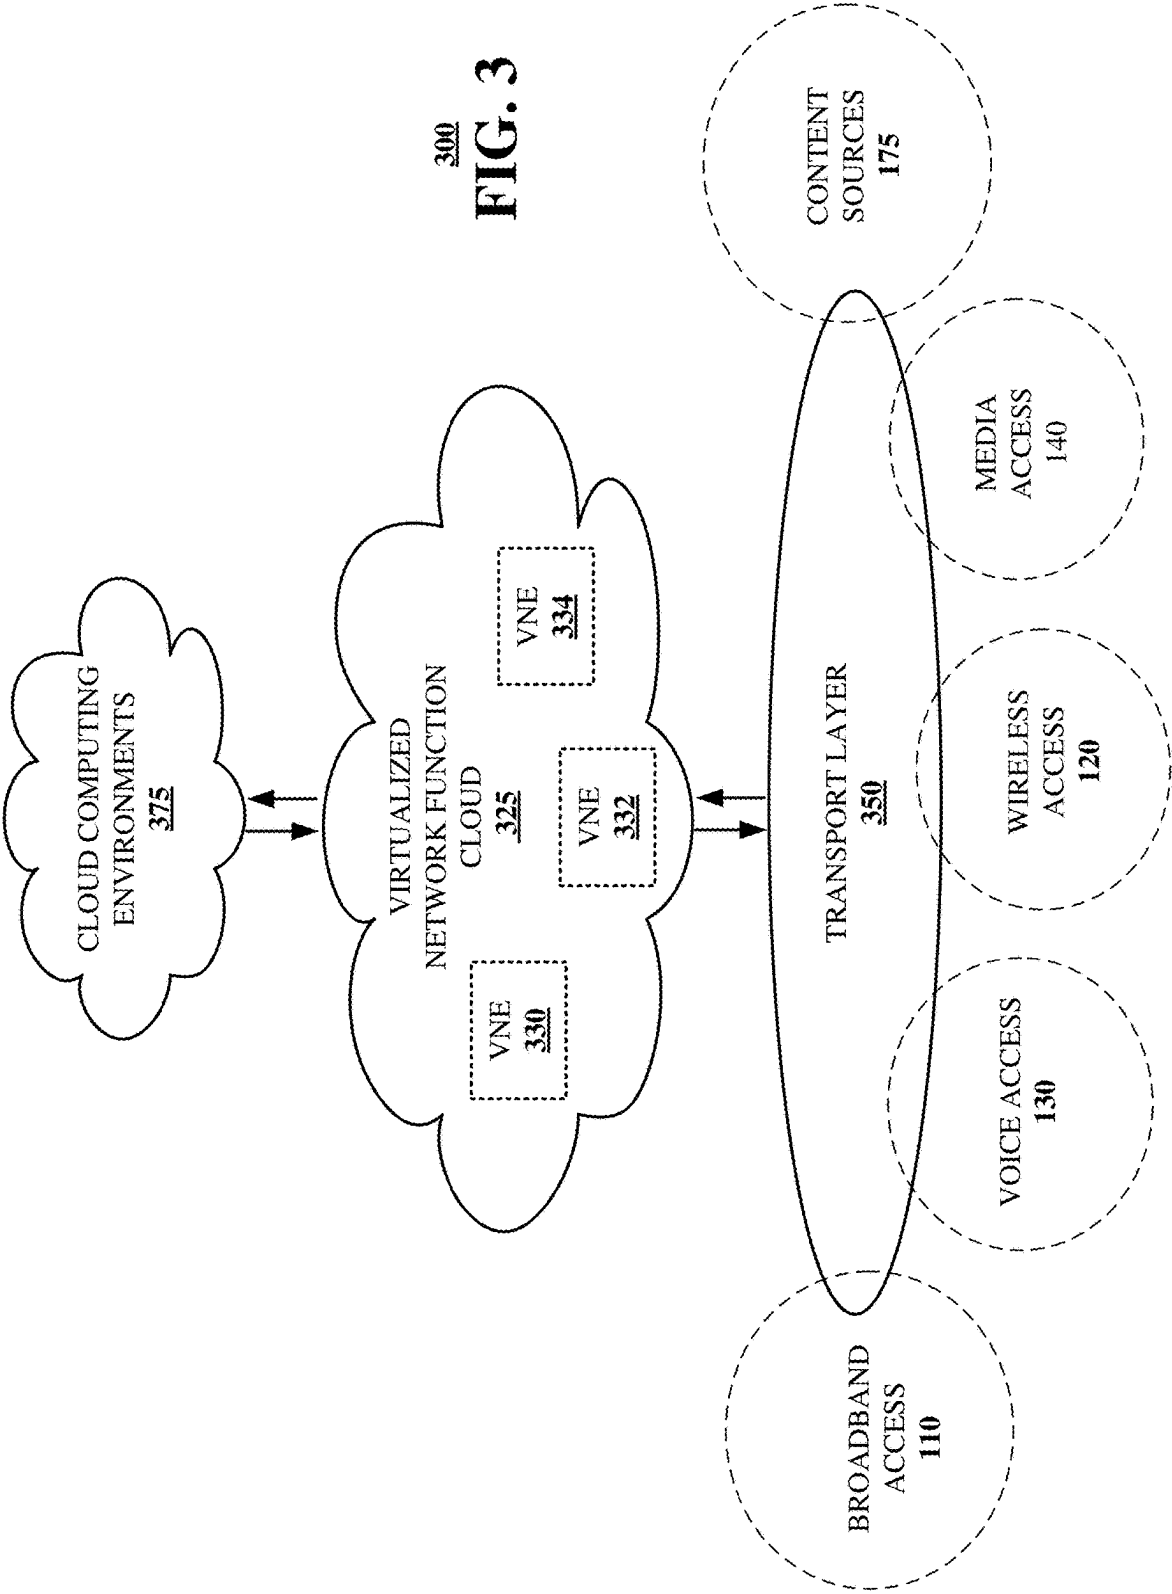 CLOUD COMPUTING
ENVIRONMENTS
375
VIRTUALIZED
NETWORK FUNCTION
CLOUD
325
VNE
330
VNE
332
VNE
334
300
FIG. 3
TRANSPORT LAYER
350
BROADBAND
ACCESS
110
VOICE ACCESS
130
WIRELESS
ACCESS
120
MEDIA
ACCESS
140
CONTENT
SOURCES
175